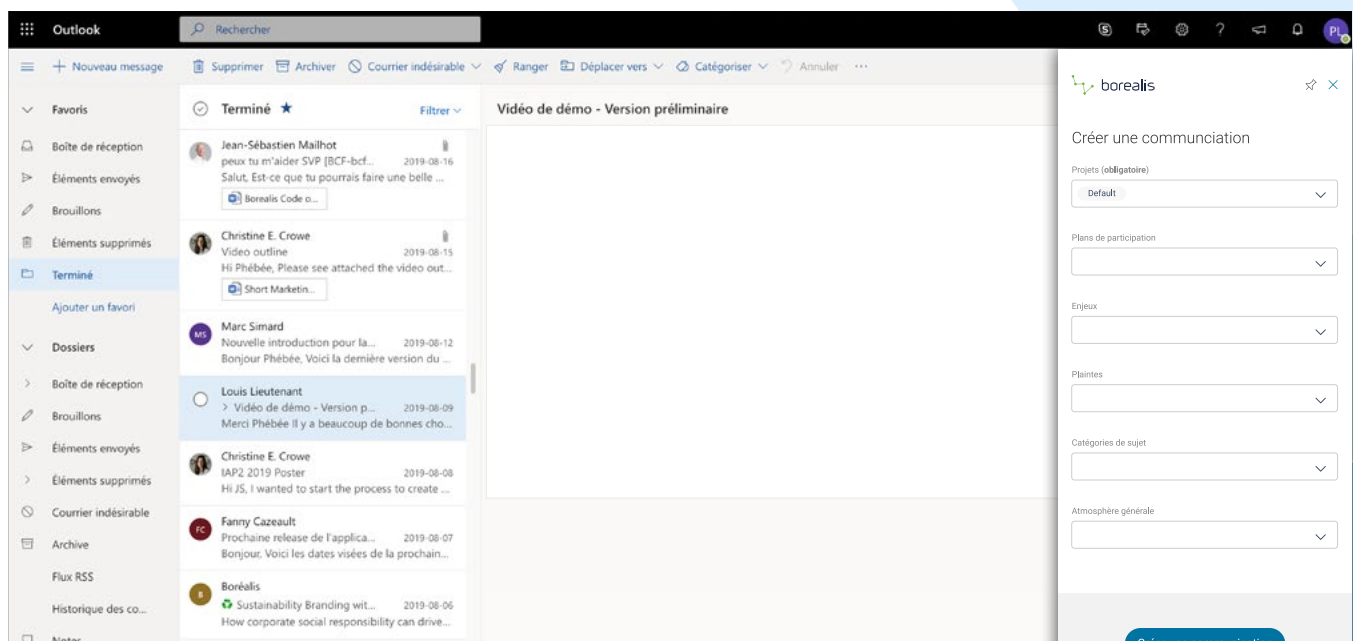 Outlook
Rechercher
PL
Nouveau message
Supprimer
Archiver
Courrier indésirable
Ranger
Déplacer vers
Catégoriser
Annuler
Favoris
Boîte de réception
Éléments envoyés
Brouillons
Éléments supprimés
Terminé
Ajouter un favori
Dossiers
Boîte de réception
Brouillons
Éléments envoyés
Éléments supprimés
Courrier indésirable
Archive
Flux RSS
Historique des co...
Notes
Terminé
Filtrer
Jean-Sébastien Mailhot
peux tu m'aider SVP [BCF-bcf... 2019-08-16
Salut, Est-ce que tu pourrais faire une belle ...
Borealis Code o...
Christine E. Crowe
Video outline 2019-08-15
Hi Phébée, Please see attached the video out...
Short Marketin...
MS
Marc Simard
Nouvelle introduction pour la... 2019-08-12
Bonjour Phébée, Voici la dernière version du ...
Louis Lieutenant
> Vidéo de démo - Version p... 2019-08-09
Merci Phébée Il y a beaucoup de bonnes cho...
Christine E. Crowe
IAP2 2019 Poster 2019-08-08
Hi JS, I wanted to start the process to create ...
FC
Fanny Cazeault
Prochaine release de l'applica... 2019-08-07
Bonjour, Voici les dates visées de la prochain...
B
Boréalis
Sustainability Branding wit... 2019-08-06
How corporate social responsibility can drive...
Vidéo de démo - Version préliminaire
borealis
Créer une communciation
Projets (obligatoire)
Default
Plans de participation
Enjeux
Plaintes
Catégories de sujet
Atmosphère générale